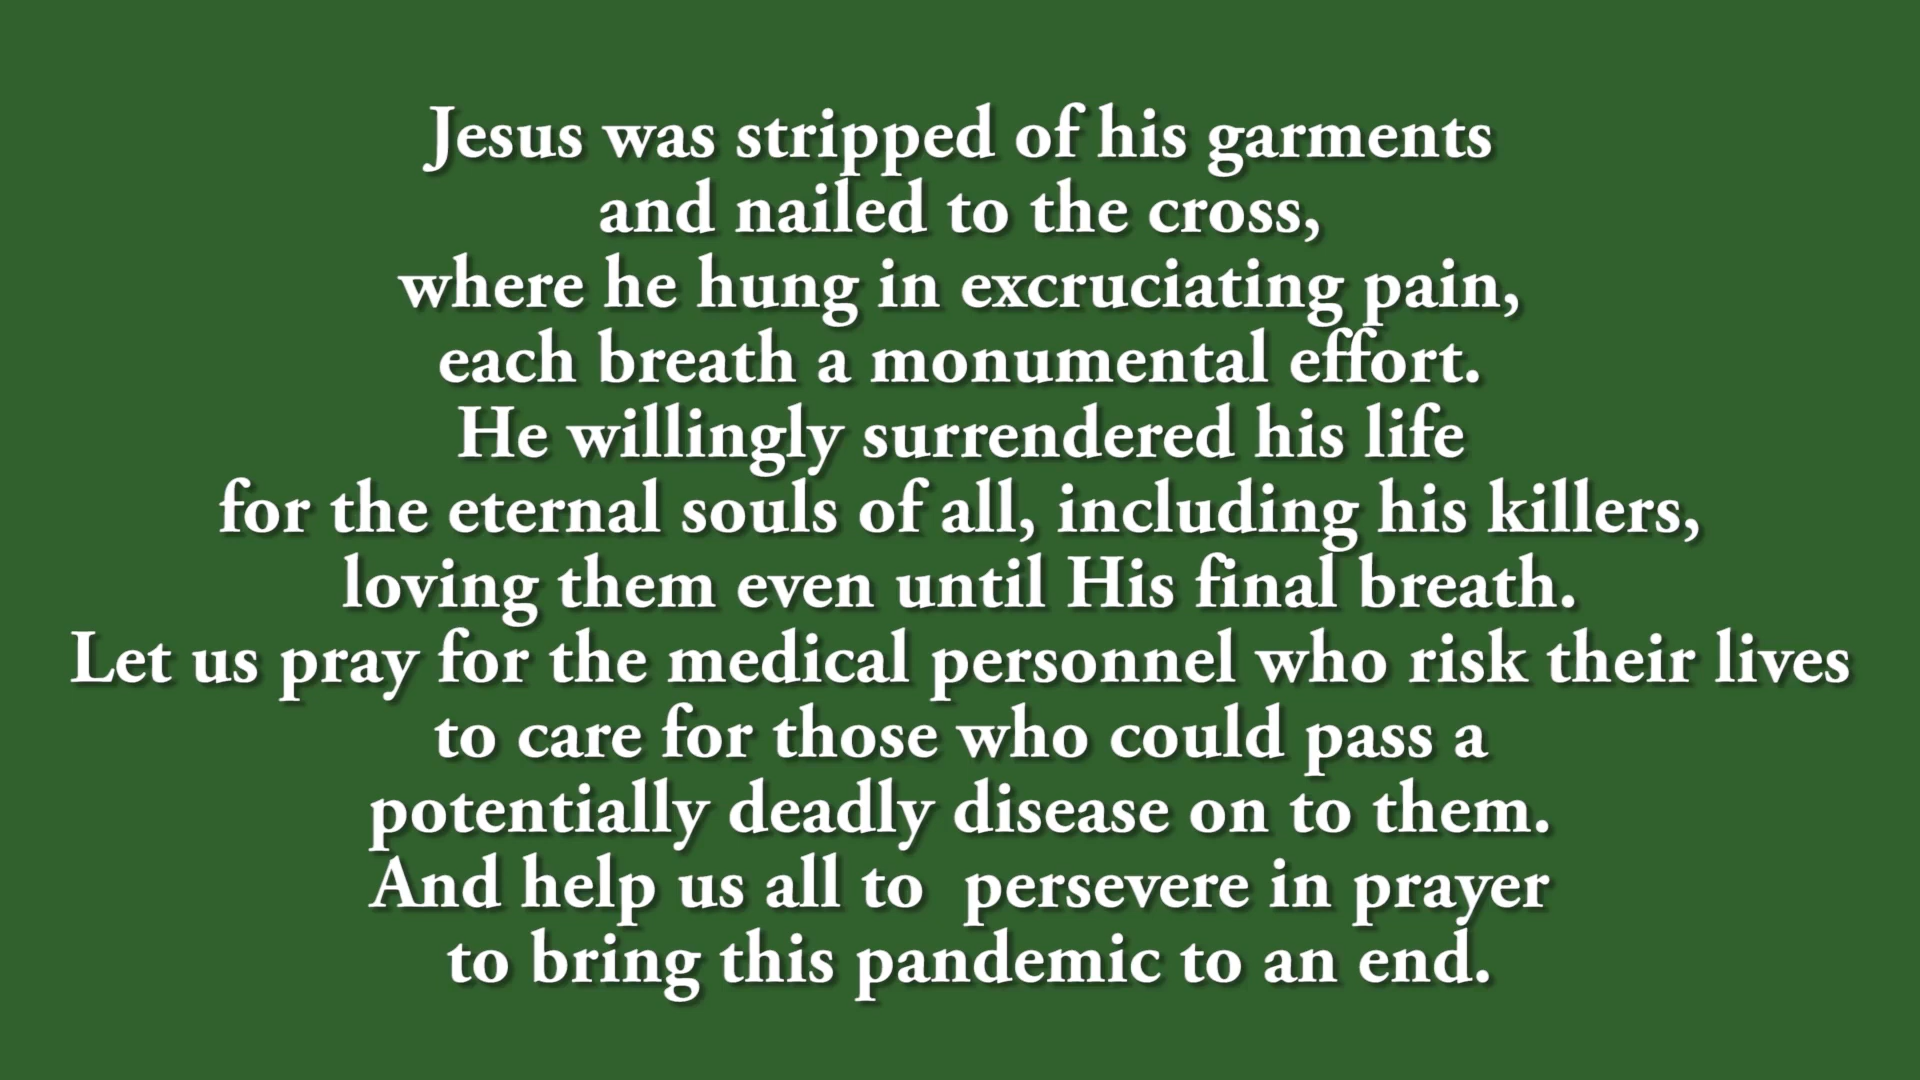 Jesus was stripped of his garments
and nailed to the cross,
where he hung in excruciating pain,
each breath a monumental effort.
He willingly surrendered his life
for the eternal souls of all, including his killers,
loving them even until His final breath.
Let us pray for the medical personnel who risk their lives
to care for those who could pass a
potentially deadly disease on to them.
And help us all to  persevere in prayer
to bring this pandemic to an end.